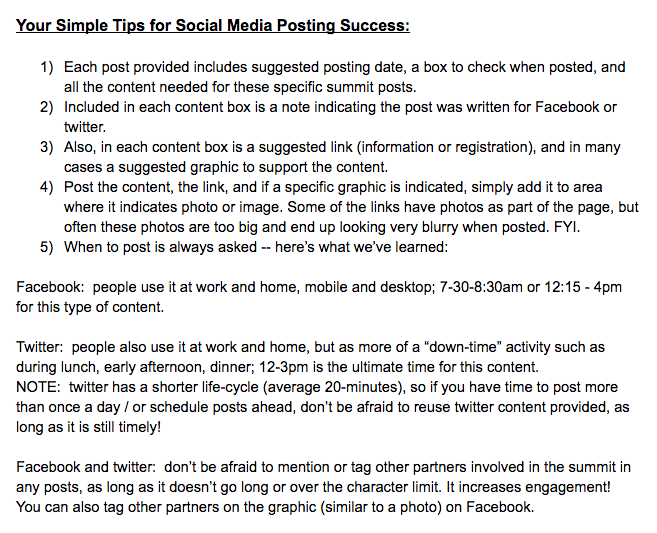 Your Simple Tips for Social Media Posting Success:
1) Each post provided includes suggested posting date, a box to check when posted, and
all the content needed for these specific summit posts.
2) Included in each content box is a note indicating the post was written for Facebook or
twitter.
3) Also, in each content box is a suggested link (information or registration), and in many
cases a suggested graphic to support the content.
4) Post the content, the link, and if a specific graphic is indicated, simply add it to area
where it indicates photo or image. Some of the links have photos as part of the page, but
often these photos are too big and end up looking very blurry when posted. FYI.
5) When to post is always asked -- here's what we've learned:
Facebook: people use it at work and home, mobile and desktop; 7-30-8:30am or 12:15 - 4pm
for this type of content.
Twitter: people also use it at work and home, but as more of a “down-time” activity such as
during lunch, early afternoon, dinner; 12-3pm is the ultimate time for this content.
NOTE: twitter has a shorter life-cycle (average 20-minutes), so if you have time to post more
than once a day / or schedule posts ahead, don't be afraid to reuse twitter content provided, as
long as it is still timely!
Facebook and twitter: don't be afraid to mention or tag other partners involved in the summit in
any posts, as long as it doesn't go long or over the character limit. It increases engagement!
You can also tag other partners on the graphic (similar to a photo) on Facebook.